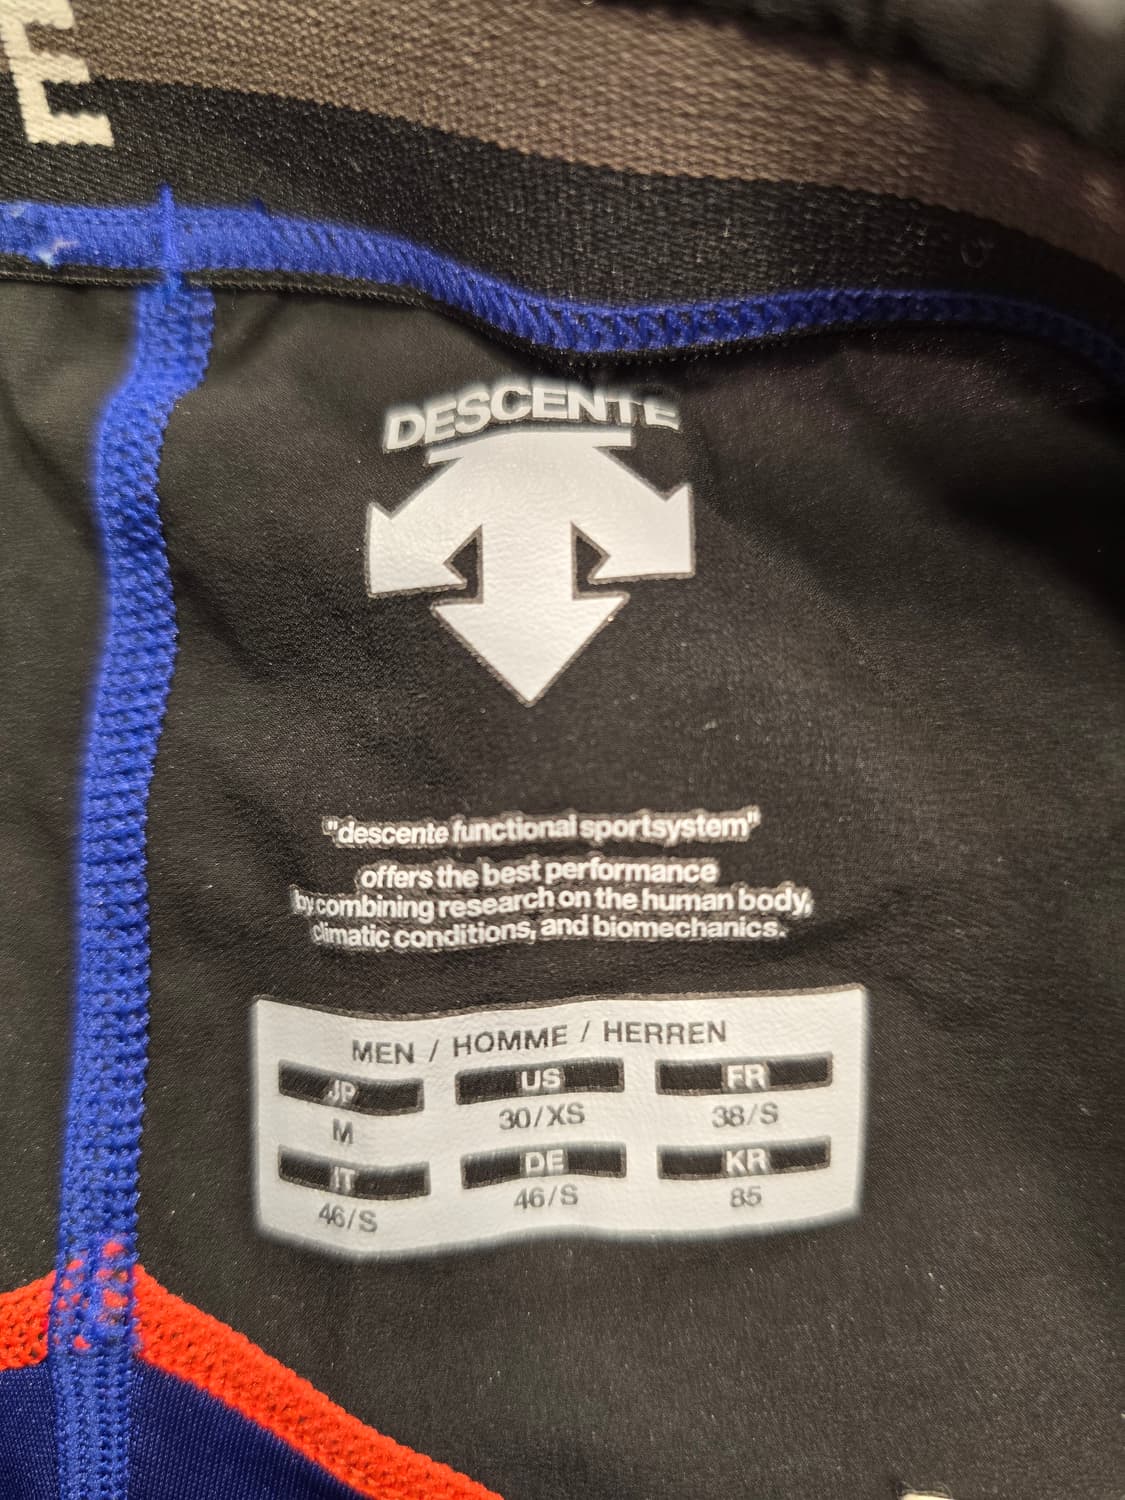 E
DESCENTE
"descente functional sportsystem"
offers the best performance
by combining research on the human body,
climatic conditions, and biomechanics.
MEN / HOMME / HERREN
JP US FR
M 30/XS 38/S
IT DE KR
46/S 46/S 85